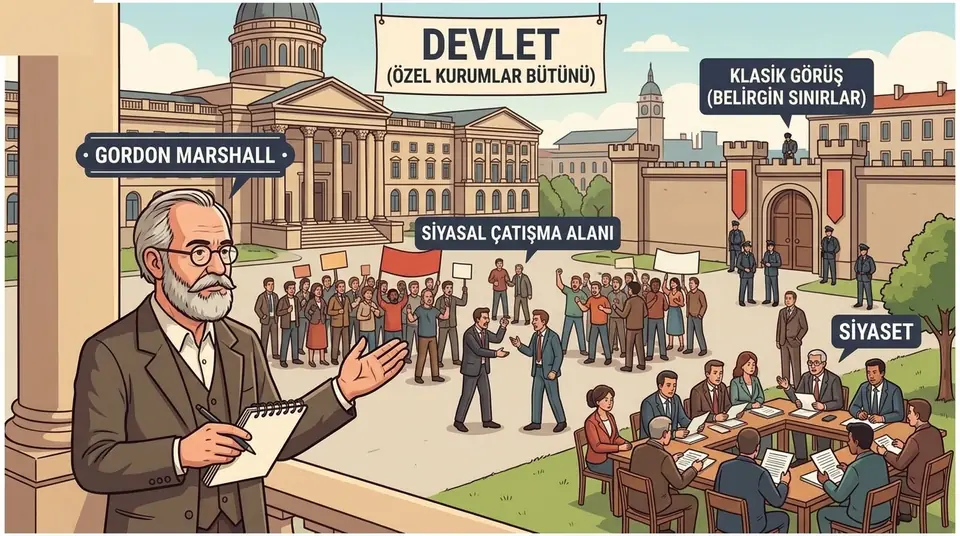 DEVLET
(ÖZEL KURUMLAR BÜTÜNÜ)
KLASİK GÖRÜŞ
(BELİRGİN SINIRLAR)
· GORDON MARSHALL ·
SİYASAL ÇATIŞMA ALANI
SİYASET